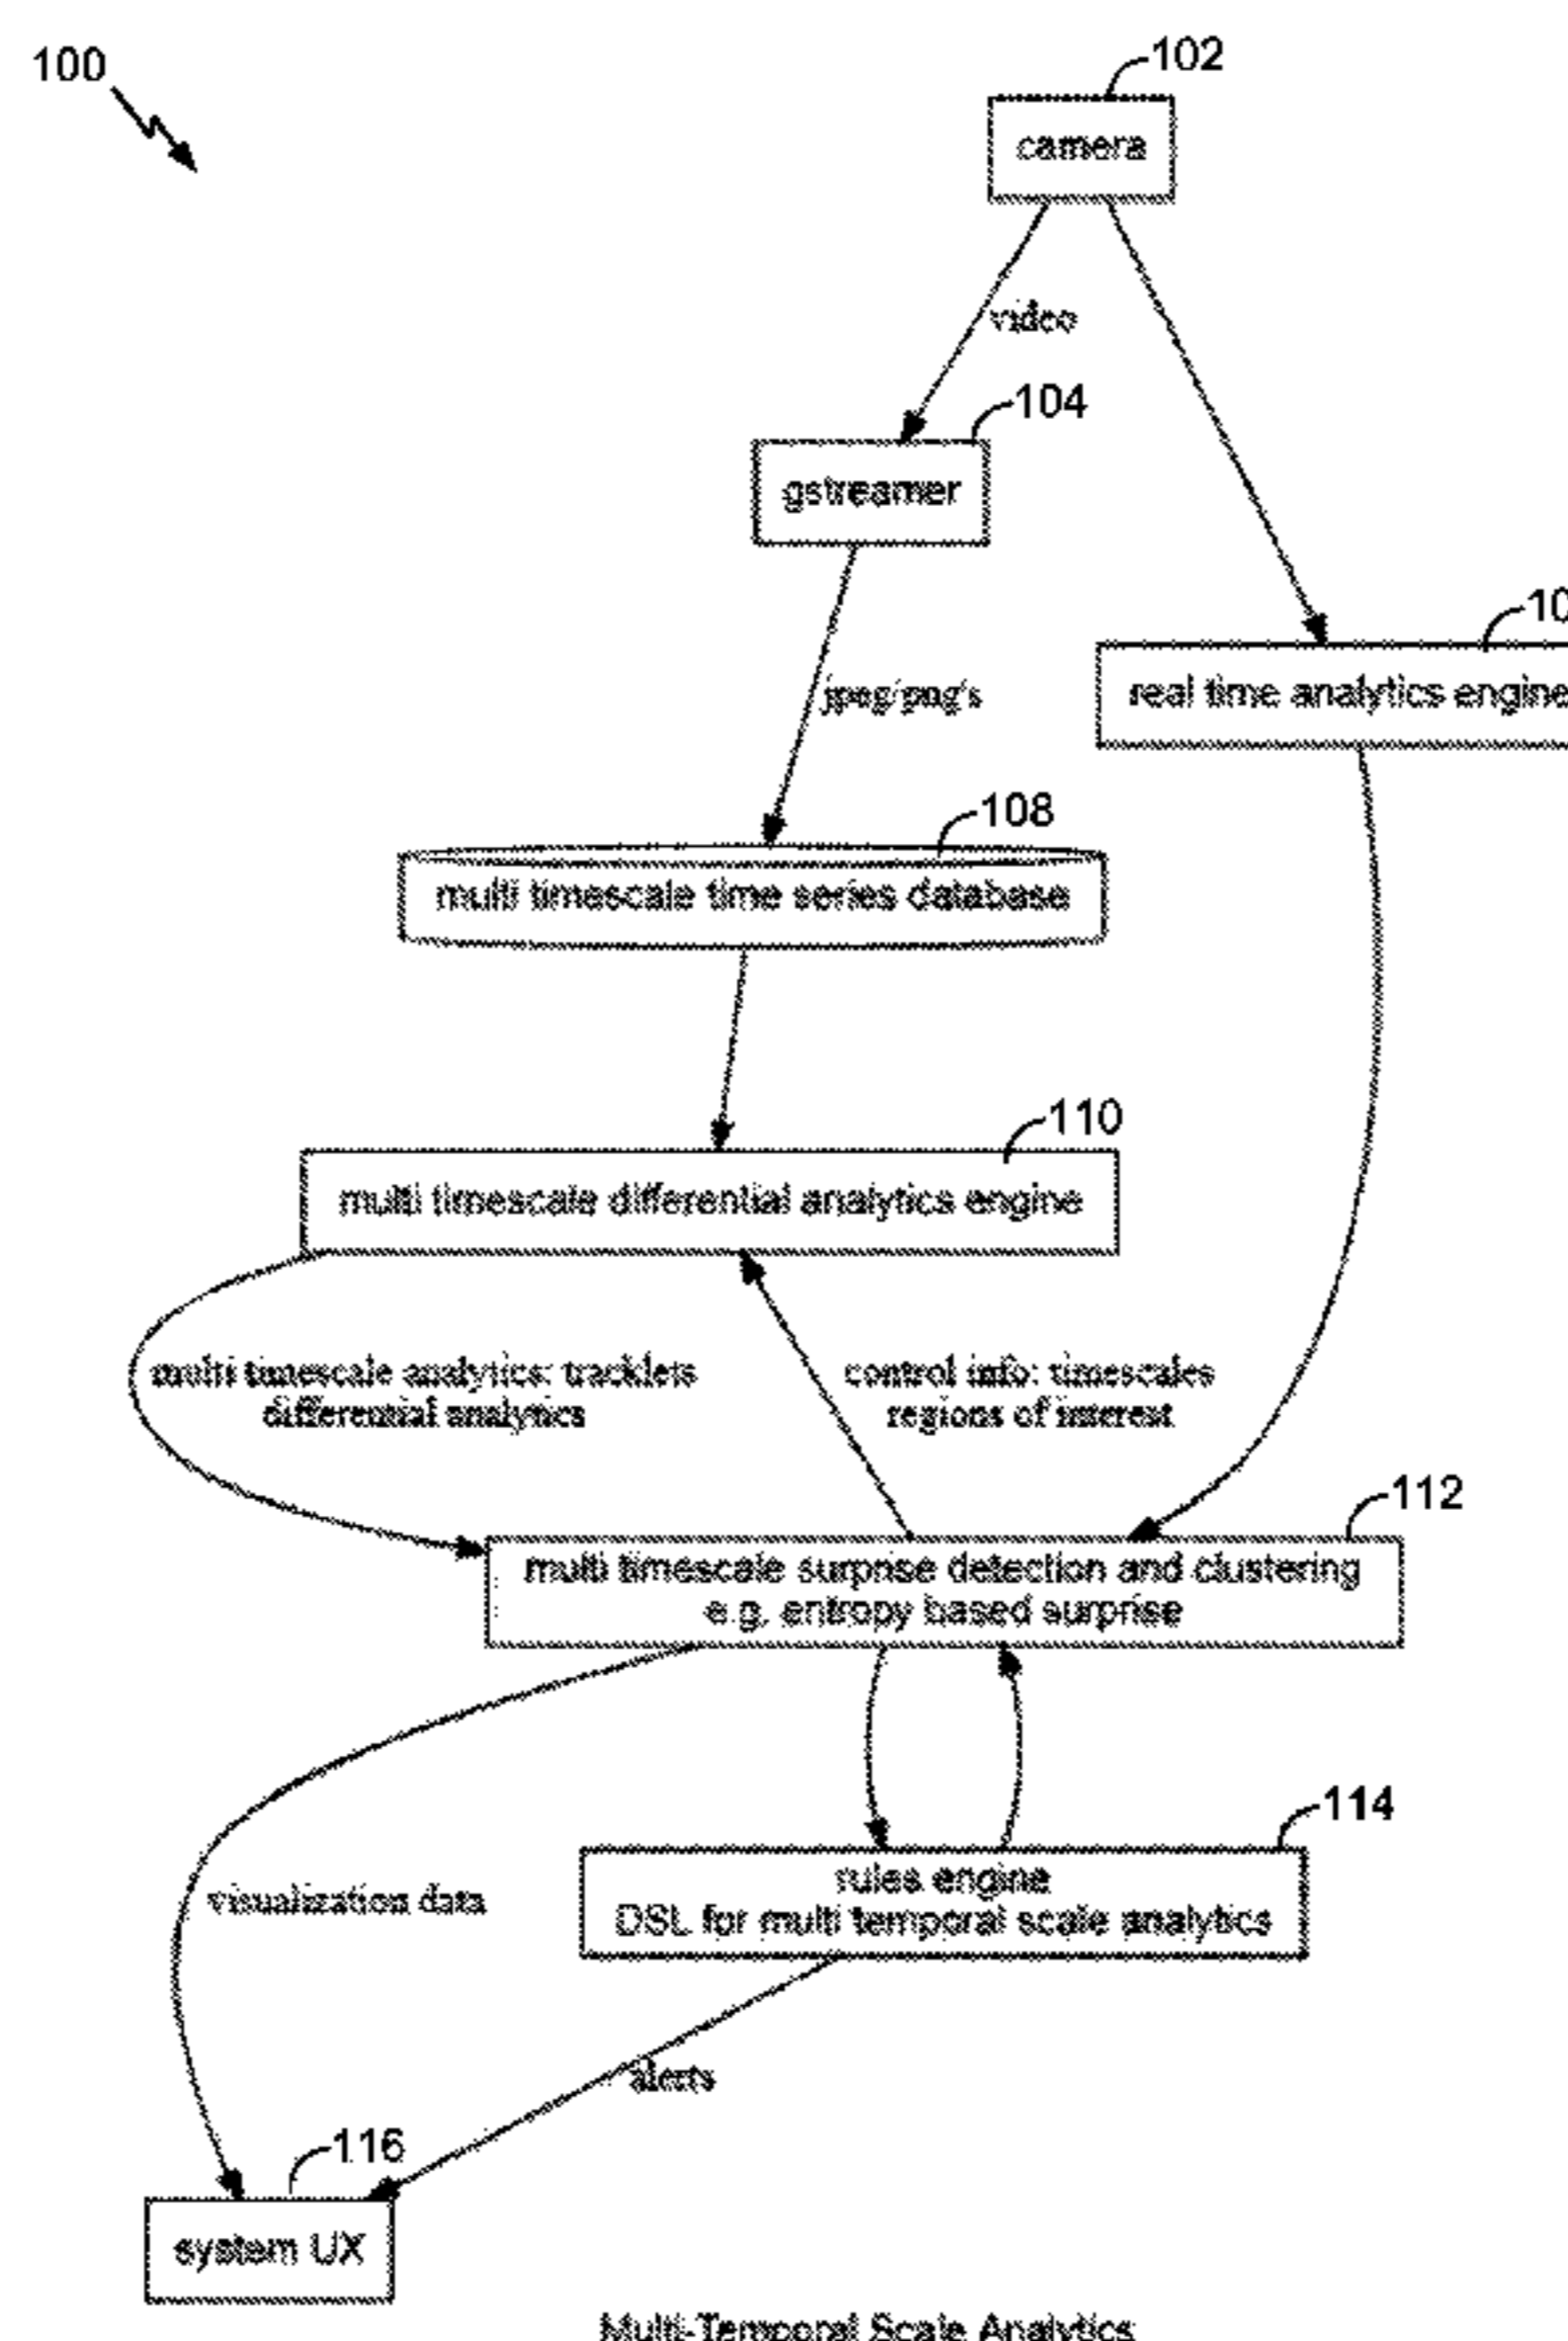 100
102
camera
video
104
gstreamer
10
real time analytics engine
jpeg/png's
108
multi timescale time series database
110
multi timescale differential analytics engine
multi timescale analytics: tracklets
differential analytics
control info: timescales
regions of interest
112
multi timescale surprise detection and clustering
e.g. entropy based surprise
114
rules engine
DSL for multi temporal scale analytics
visualization data
alerts
116
system UX
Multi-Temporal Scale Analytics